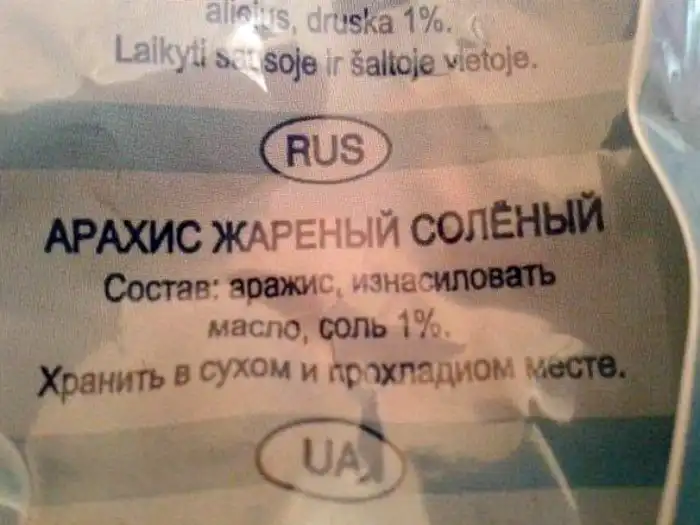 aliejus, druska 1%.
Laikyti sausoje ir šaltoje vietoje.
RUS
АРАХИС ЖАРЕНЫЙ СОЛЁНЫЙ
Состав: аражис, изнасиловать
масло, соль 1%.
Хранить в сухом и прохладиом месте.
UA